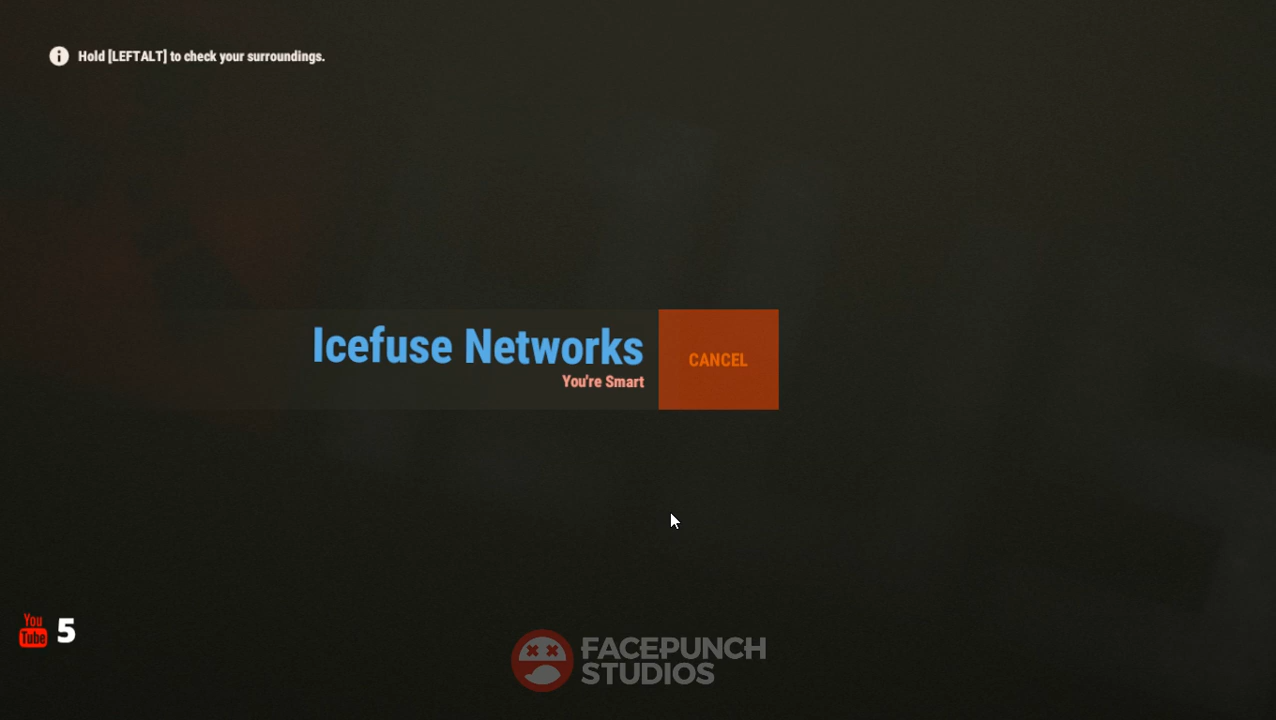 Hold [LEFTALT] to check your surroundings.
Icefuse Networks
You're Smart
CANCEL
You
Tube
5
FACEPUNCH
STUDIOS